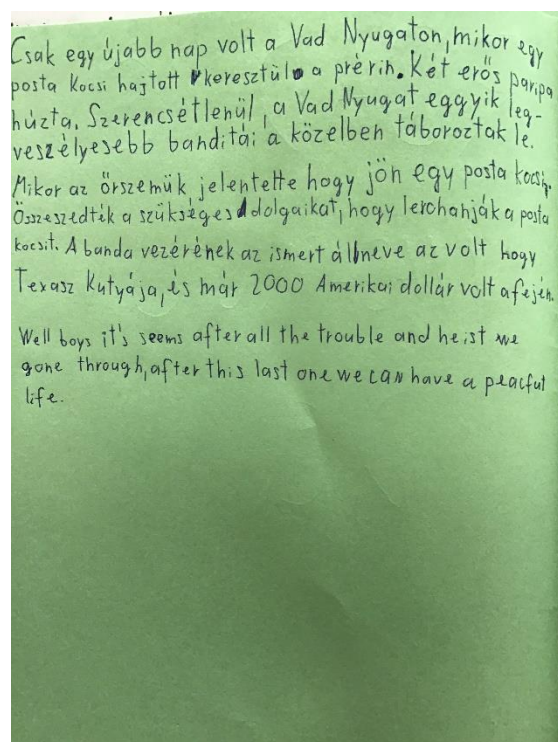 Csak egy újabb nap volt a Vad Nyugaton, mikor egy
posta kocsi hajtott keresztül a prérin. Két erős paripa
húzta. Szerencsétlenül, a Vad Nyugat eggyik leg-
veszélyesebb banditái a közelben táboroztak le.
Mikor az őrszemük jelentette hogy jön egy posta kocsi.
Összeszedték a szükséges dolgaikat, hogy lerohanják a posta
kocsit. A banda vezérének az ismert álneve az volt hogy
Texasz Kutyája, és már 2000 Amerikai dollár volt a fején.
Well boys it's seems after all the trouble and heist we
gone through, after this last one we can have a peacful
life.